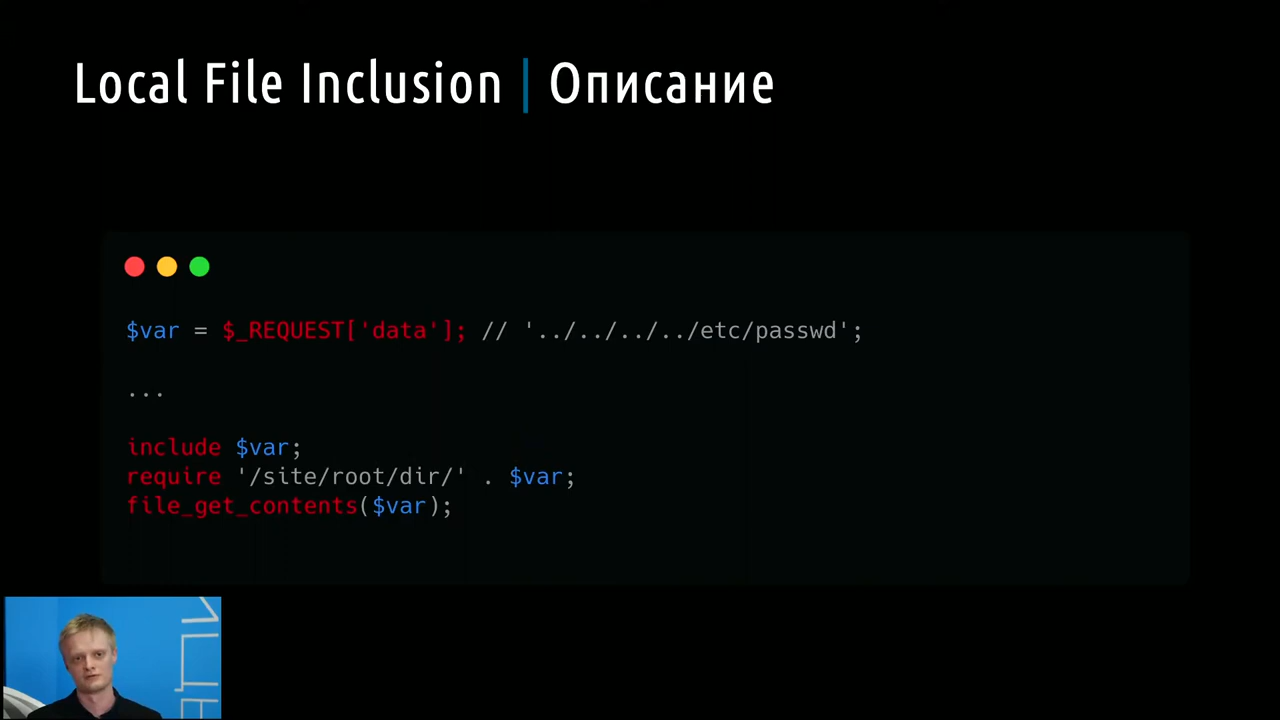 Local File Inclusion | Описание
$var = $_REQUEST['data']; // '../../../../etc/passwd';
...
include $var;
require '/site/root/dir/' . $var;
file_get_contents($var);